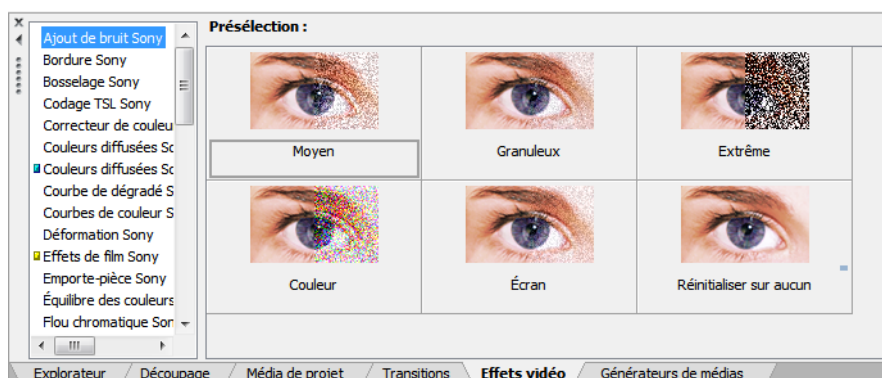 Présélection :
Ajout de bruit Sony
Bordure Sony
Bosselage Sony
Codage TSL Sony
Correcteur de couleu
Couleurs diffusées Sc
Couleurs diffusées Sc
Courbe de dégradé S
Courbes de couleur S
Déformation Sony
Effets de film Sony
Emporte-pièce Sony
Équilibre des couleurs
Flou chromatique Son
Moyen
Granuleux
Extrême
Couleur
Écran
Réinitialiser sur aucun
Explorateur
Découpage
Média de projet
Transitions
Effets vidéo
Générateurs de médias